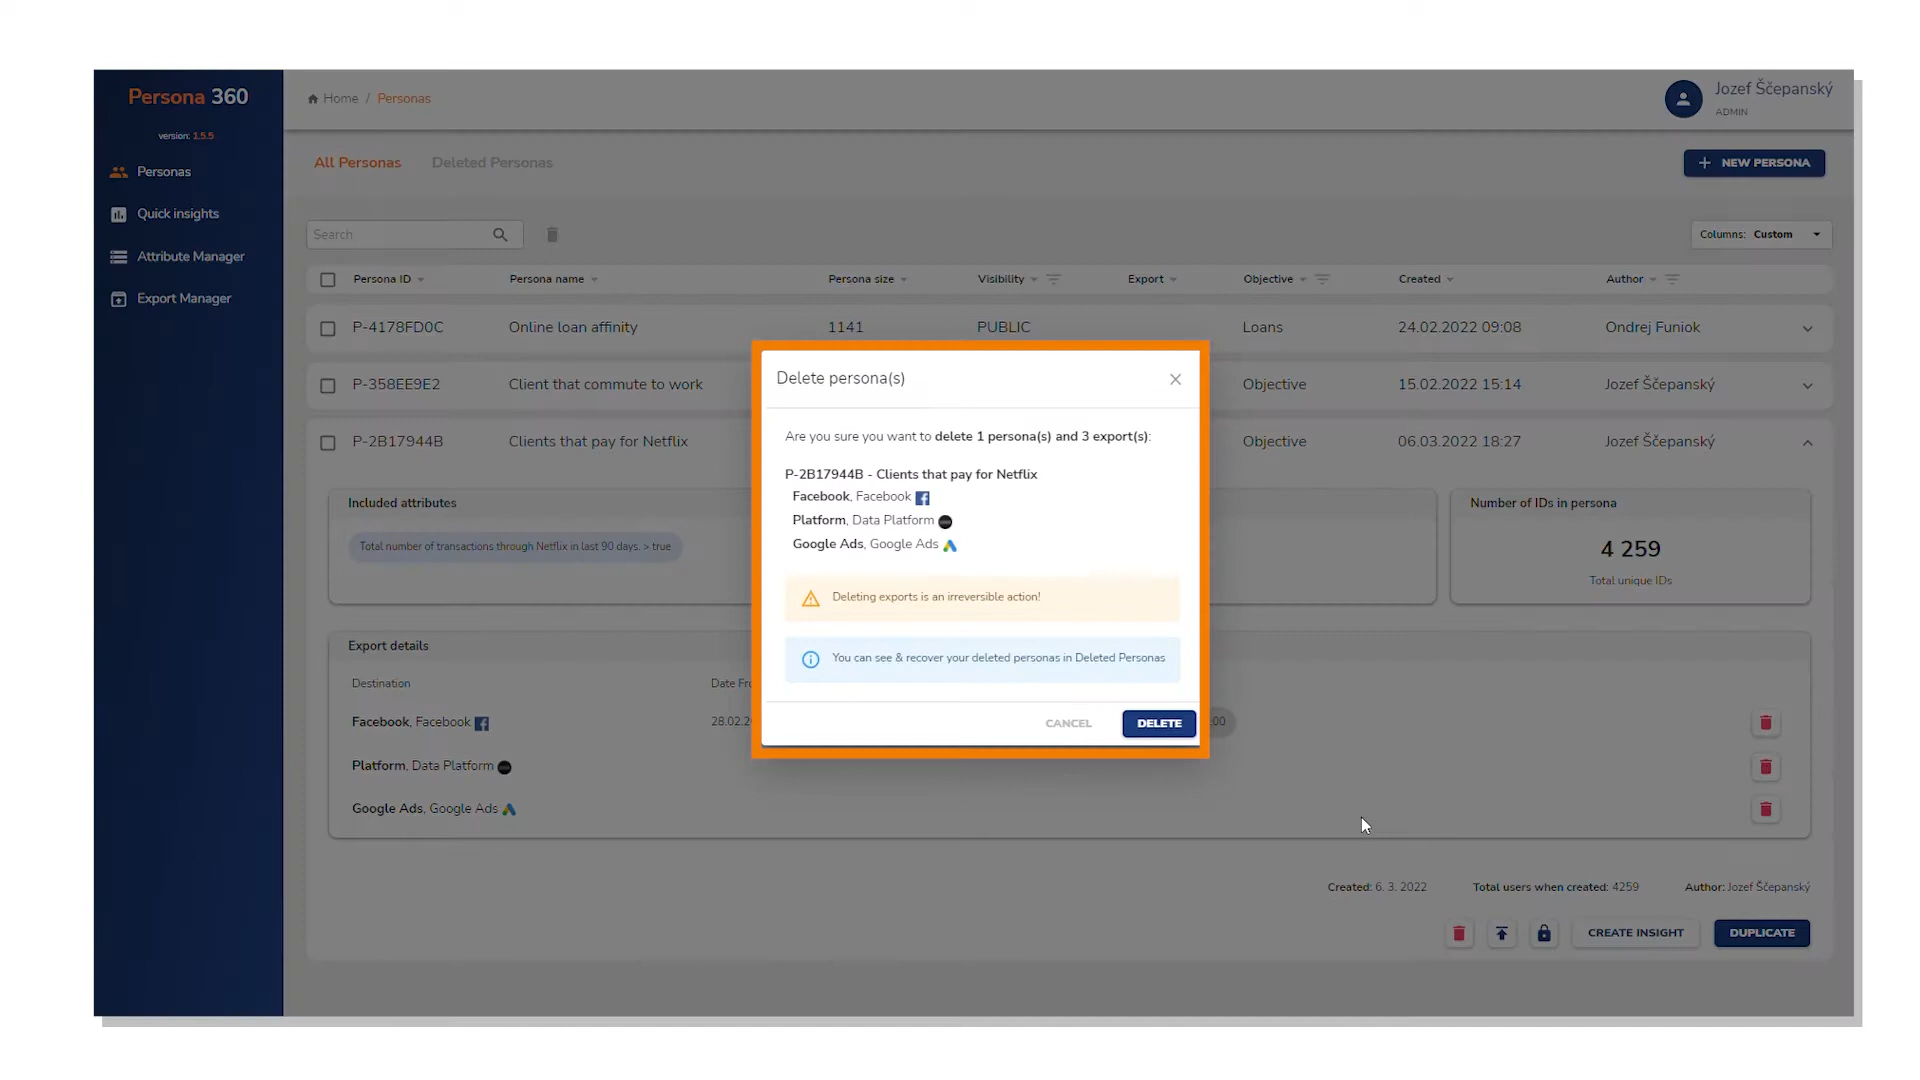 Persona 360
version: 1.5.5
Personas
Quick insights
Attribute Manager
Export Manager
Home / Personas
Jozef Ščepanský
ADMIN
All Personas Deleted Personas
NEW PERSONA
Search
Columns: Custom
Persona ID Persona name Persona size Visibility Export Objective Created Author
P-4178FD0C Online loan affinity 1141 PUBLIC Loans 24.02.2022 09:08 Ondrej Funiok
P-358EE9E2 Client that commute to work Objective 15.02.2022 15:14 Jozef Ščepanský
P-2B17944B Clients that pay for Netflix Objective 06.03.2022 18:27 Jozef Ščepanský
Included attributes
Total number of transactions through Netflix in last 90 days. > true
Number of IDs in persona
4 259
Total unique IDs
Export details
Destination Date Fr
Facebook, Facebook 28.02.2 :00
Platform, Data Platform
Google Ads, Google Ads
Created: 6. 3. 2022 Total users when created: 4259 Author: Jozef Ščepanský
CREATE INSIGHT DUPLICATE
Delete persona(s)
Are you sure you want to delete 1 persona(s) and 3 export(s):
P-2B17944B - Clients that pay for Netflix
Facebook, Facebook
Platform, Data Platform
Google Ads, Google Ads
Deleting exports is an irreversible action!
You can see & recover your deleted personas in Deleted Personas
CANCEL DELETE